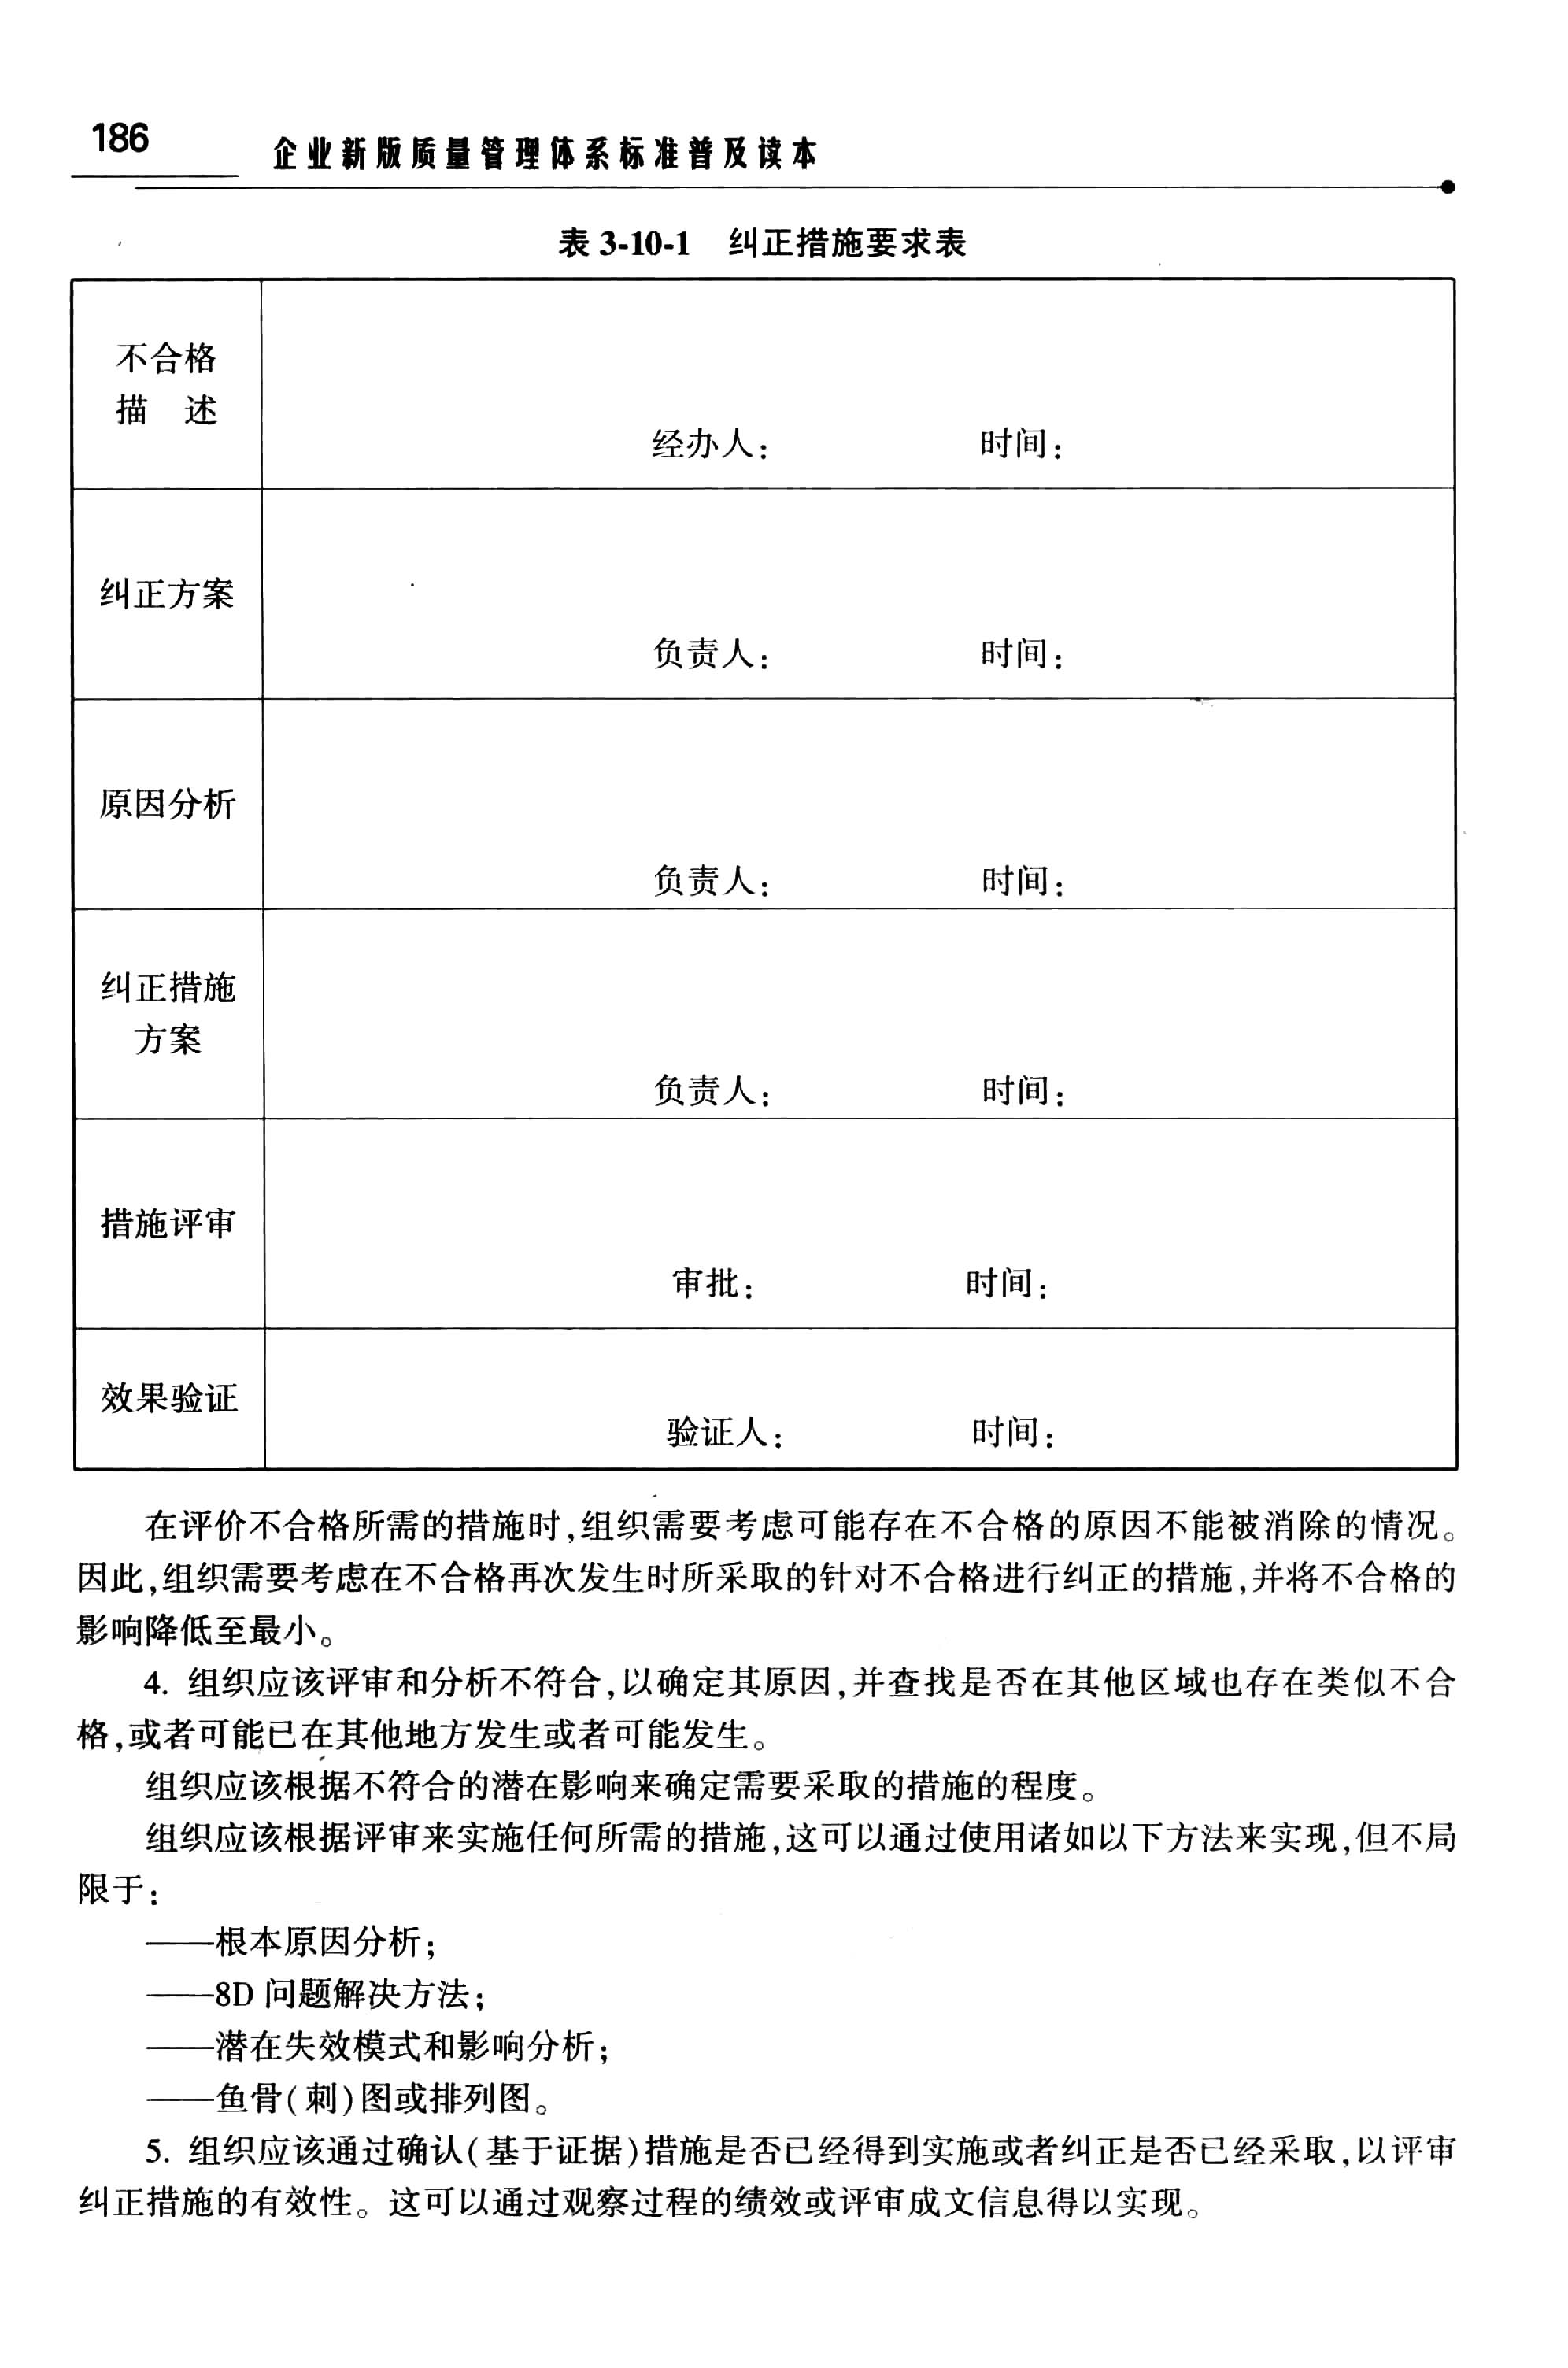 186
企业新版质量管理体系标准普及读本
表 3-10-1 纠正措施要求表
不合格
描 述
经办人： 时间：
纠正方案
负责人： 时间：
原因分析
负责人： 时间：
纠正措施
方案
负责人： 时间：
措施评审
审批： 时间：
效果验证
验证人： 时间：
在评价不合格所需的措施时,组织需要考虑可能存在不合格的原因不能被消除的情况。
因此,组织需要考虑在不合格再次发生时所采取的针对不合格进行纠正的措施,并将不合格的
影响降低至最小。
4. 组织应该评审和分析不符合,以确定其原因,并查找是否在其他区域也存在类似不合
格,或者可能已在其他地方发生或者可能发生。
组织应该根据不符合的潜在影响来确定需要采取的措施的程度。
组织应该根据评审来实施任何所需的措施,这可以通过使用诸如以下方法来实现,但不局
限于：
——根本原因分析；
——8D 问题解决方法；
——潜在失效模式和影响分析；
——鱼骨(刺)图或排列图。
5. 组织应该通过确认(基于证据)措施是否已经得到实施或者纠正是否已经采取,以评审
纠正措施的有效性。这可以通过观察过程的绩效或评审成文信息得以实现。